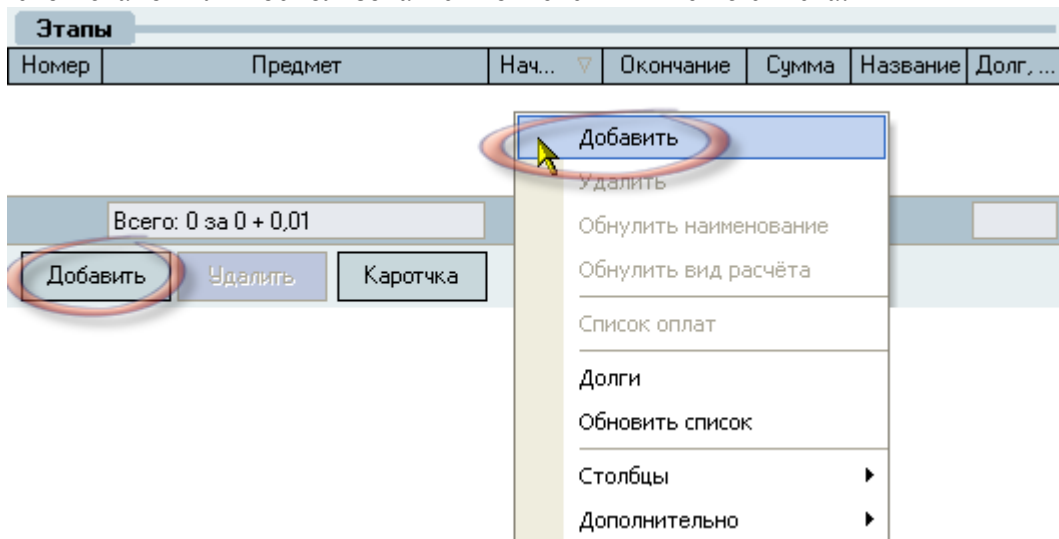 Этапы
Номер Предмет Нач... Окончание Сумма Название Долг, ...
Добавить
Удалить
Всего: 0 за 0 + 0,01
Обнулить наименование
Добавить Удалить Каротчка
Обнулить вид расчёта
Список оплат
Долги
Обновить список
Столбцы
Дополнительно